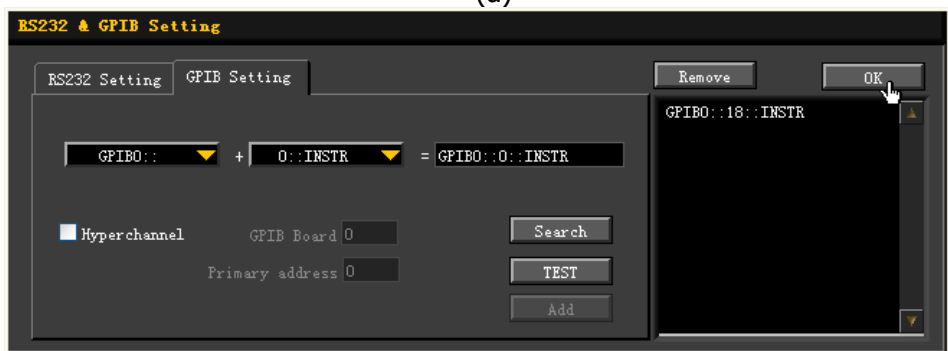 (a)
RS232 & GPIB Setting
RS232 Setting GPIB Setting
Remove OK
GPIB0::18::INSTR
GPIB0:: + 0::INSTR = GPIB0::0::INSTR
Hyperchannel GPIB Board 0 Search
Primary address 0 TEST
Add